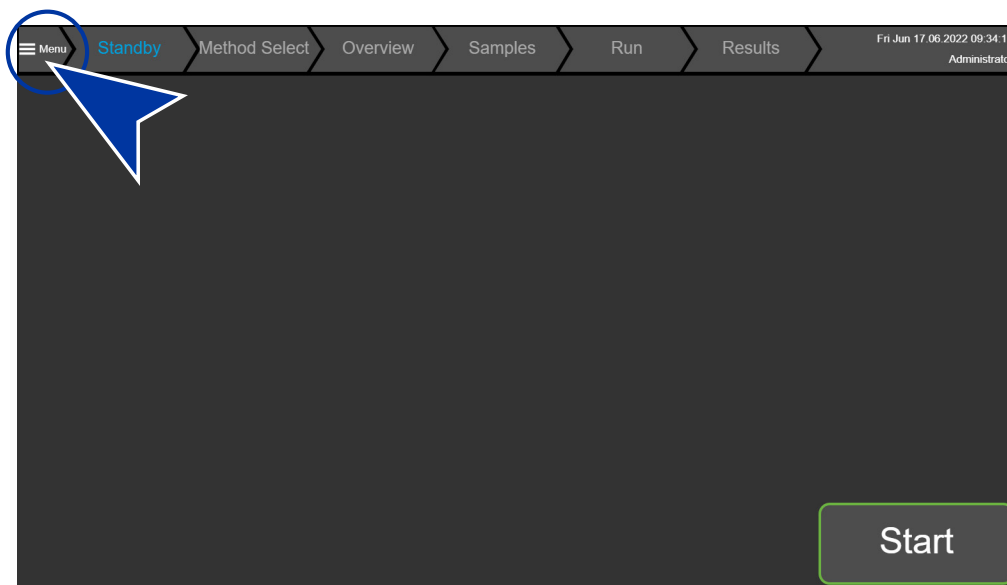 Menu Standby Method Select Overview Samples Run Results Fri Jun 17.06.2022 09:34:1
Administrato
Start